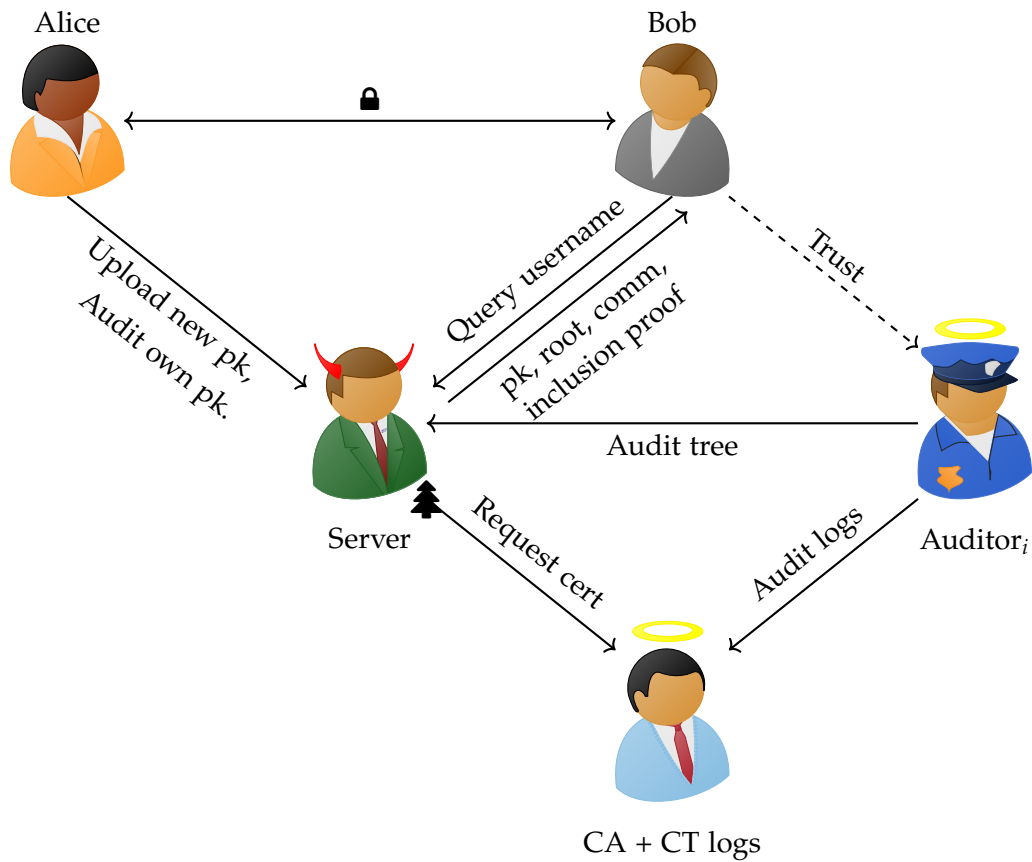 Alice
Bob
Upload new pk,
Audit own pk.
Query username
pk, root, comm,
inclusion proof
Trust
Audit tree
Server
Request cert
Audit logs
Auditorᵢ
CA + CT logs